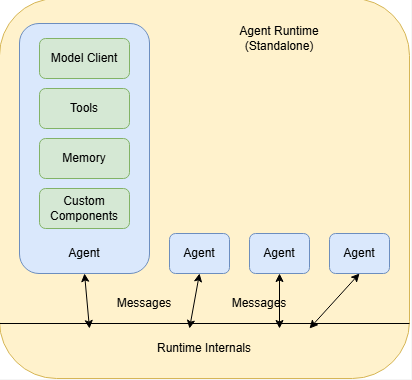 Agent Runtime
(Standalone)
Model Client
Tools
Memory
Custom
Components
Agent
Agent
Agent
Agent
Messages
Messages
Runtime Internals